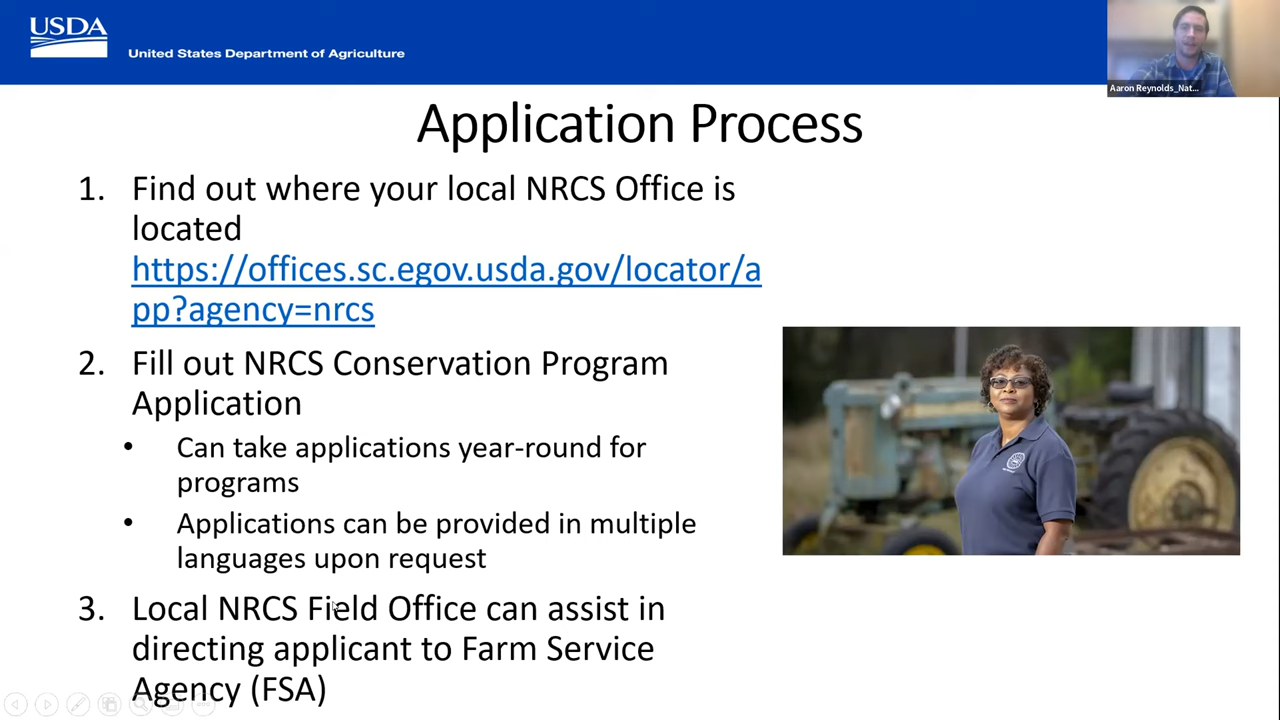 USDA
United States Department of Agriculture
Aaron Reynolds_Nat...
Application Process
1. Find out where your local NRCS Office is
located
https://offices.sc.egov.usda.gov/locator/a
pp?agency=nrcs
2. Fill out NRCS Conservation Program
Application
• Can take applications year-round for
programs
• Applications can be provided in multiple
languages upon request
3. Local NRCS Field Office can assist in
directing applicant to Farm Service
Agency (FSA)